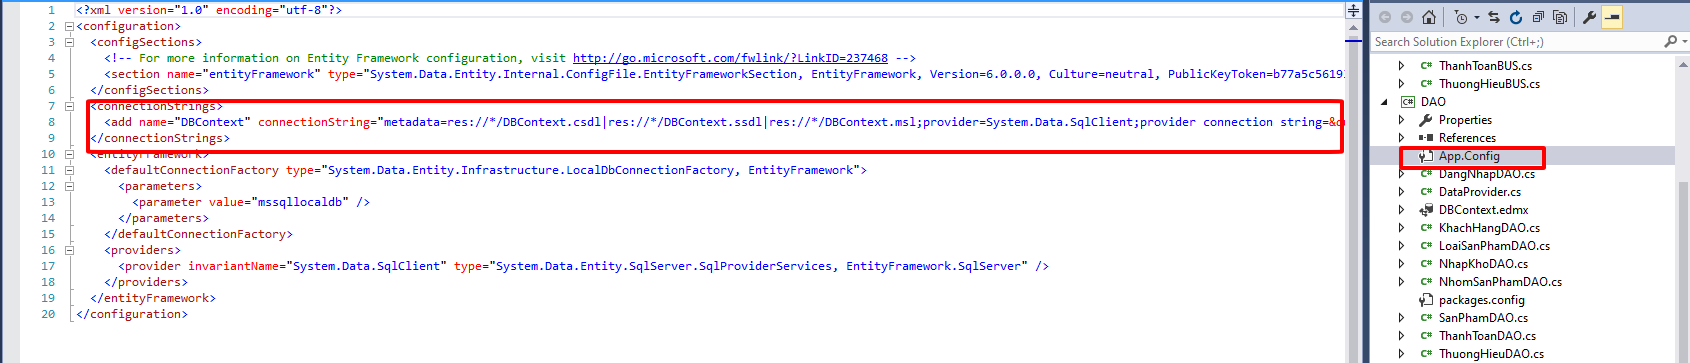 1 <?xml version="1.0" encoding="utf-8"?>
2 <configuration>
3 <configSections>
4 <!-- For more information on Entity Framework configuration, visit http://go.microsoft.com/fwlink/?LinkID=237468 -->
5 <section name="entityFramework" type="System.Data.Entity.Internal.ConfigFile.EntityFrameworkSection, EntityFramework, Version=6.0.0.0, Culture=neutral, PublicKeyToken=b77a5c5619
6 </configSections>
7 <connectionStrings>
8 <add name="DBContext" connectionString="metadata=res://*/DBContext.csdl|res://*/DBContext.ssdl|res://*/DBContext.msl;provider=System.Data.SqlClient;provider connection string=&
9 </connectionStrings>
10 <entityFramework>
11 <defaultConnectionFactory type="System.Data.Entity.Infrastructure.LocalDbConnectionFactory, EntityFramework">
12 <parameters>
13 <parameter value="mssqllocaldb" />
14 </parameters>
15 </defaultConnectionFactory>
16 <providers>
17 <provider invariantName="System.Data.SqlClient" type="System.Data.Entity.SqlServer.SqlProviderServices, EntityFramework.SqlServer" />
18 </providers>
19 </entityFramework>
20 </configuration>
Search Solution Explorer (Ctrl+;)
C# ThanhToanBUS.cs
C# ThuongHieuBUS.cs
C# DAO
Properties
References
App.Config
C# DangNhapDAO.cs
C# DataProvider.cs
DBContext.edmx
C# KhachHangDAO.cs
C# LoaiSanPhamDAO.cs
C# NhapKhoDAO.cs
C# NhomSanPhamDAO.cs
packages.config
C# SanPhamDAO.cs
C# ThanhToanDAO.cs
C# ThuongHieuDAO.cs